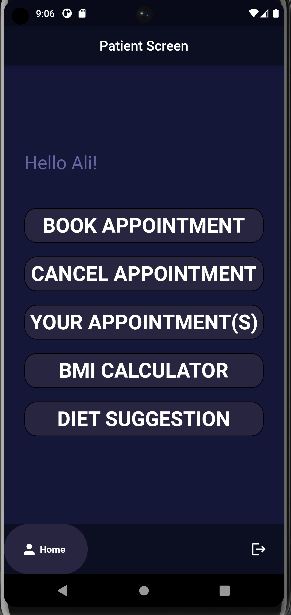 9:06
Patient Screen
Hello Ali!
BOOK APPOINTMENT
CANCEL APPOINTMENT
YOUR APPOINTMENT(S)
BMI CALCULATOR
DIET SUGGESTION
Home